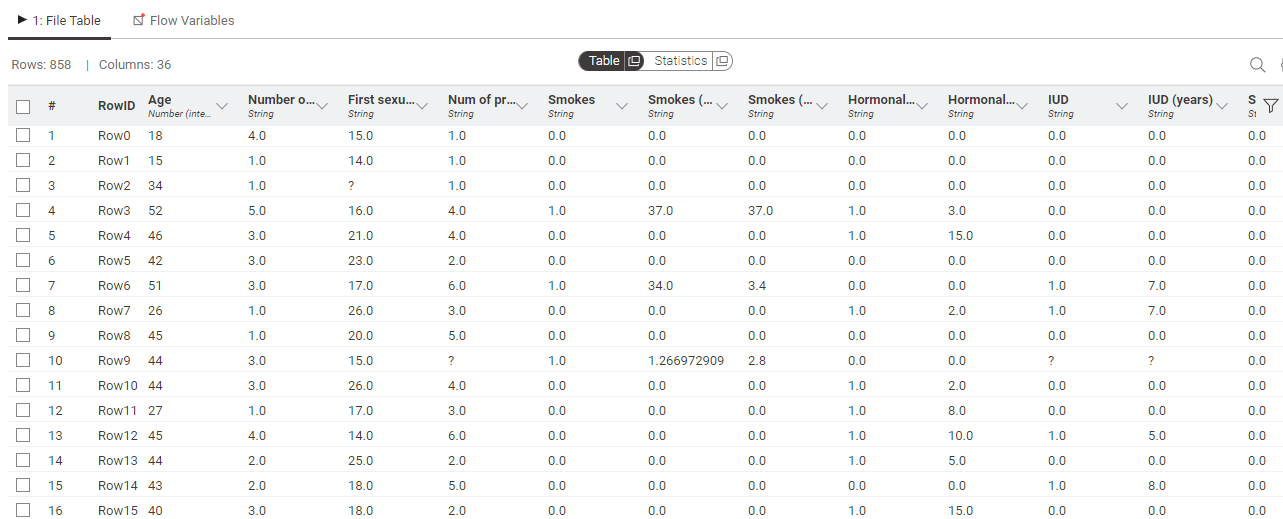 1: File Table Flow Variables
Rows: 858 | Columns: 36 Table Statistics
# RowID Age Number o... First sexu... Num of pr... Smokes Smokes (... Smokes (... Hormonal... Hormonal... IUD IUD (years) S
Number (inte... String String String String String String String String String String St
1 Row0 18 4.0 15.0 1.0 0.0 0.0 0.0 0.0 0.0 0.0 0.0 0.0
2 Row1 15 1.0 14.0 1.0 0.0 0.0 0.0 0.0 0.0 0.0 0.0 0.0
3 Row2 34 1.0 ? 1.0 0.0 0.0 0.0 0.0 0.0 0.0 0.0 0.0
4 Row3 52 5.0 16.0 4.0 1.0 37.0 37.0 1.0 3.0 0.0 0.0 0.0
5 Row4 46 3.0 21.0 4.0 0.0 0.0 0.0 1.0 15.0 0.0 0.0 0.0
6 Row5 42 3.0 23.0 2.0 0.0 0.0 0.0 0.0 0.0 0.0 0.0 0.0
7 Row6 51 3.0 17.0 6.0 1.0 34.0 3.4 0.0 0.0 1.0 7.0 0.0
8 Row7 26 1.0 26.0 3.0 0.0 0.0 0.0 1.0 2.0 1.0 7.0 0.0
9 Row8 45 1.0 20.0 5.0 0.0 0.0 0.0 0.0 0.0 0.0 0.0 0.0
10 Row9 44 3.0 15.0 ? 1.0 1.266972909 2.8 0.0 0.0 ? ? 0.0
11 Row10 44 3.0 26.0 4.0 0.0 0.0 0.0 1.0 2.0 0.0 0.0 0.0
12 Row11 27 1.0 17.0 3.0 0.0 0.0 0.0 1.0 8.0 0.0 0.0 0.0
13 Row12 45 4.0 14.0 6.0 0.0 0.0 0.0 1.0 10.0 1.0 5.0 0.0
14 Row13 44 2.0 25.0 2.0 0.0 0.0 0.0 1.0 5.0 0.0 0.0 0.0
15 Row14 43 2.0 18.0 5.0 0.0 0.0 0.0 0.0 0.0 1.0 8.0 0.0
16 Row15 40 3.0 18.0 2.0 0.0 0.0 0.0 1.0 15.0 0.0 0.0 0.0